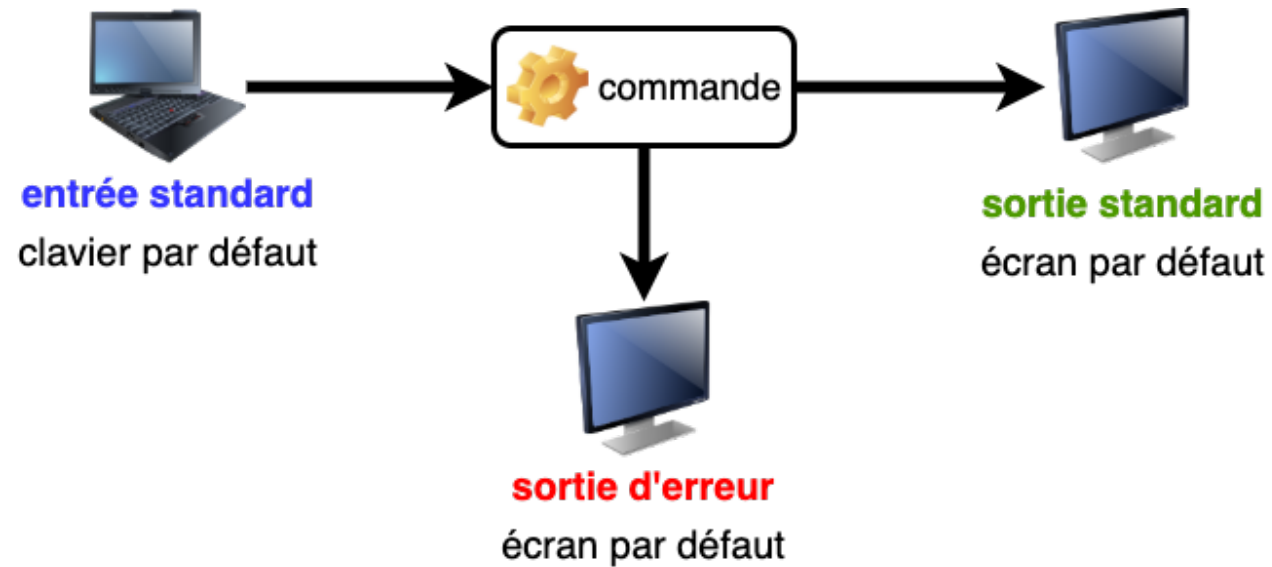 commande
entrée standard
clavier par défaut
sortie standard
écran par défaut
sortie d'erreur
écran par défaut